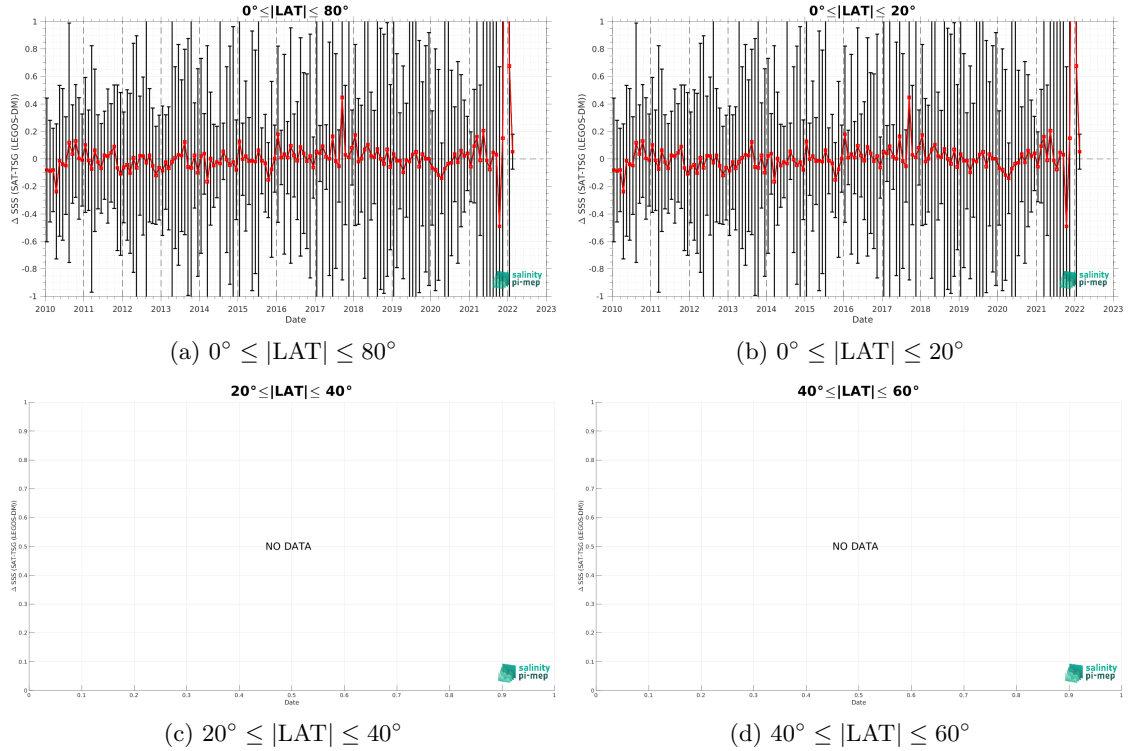 0°≤|LAT|≤ 80°
Δ SSS (SAT-TSG (LEGOS-DM))
1
0.8
0.6
0.4
0.2
0
-0.2
-0.4
-0.6
-0.8
-1
2010 2011 2012 2013 2014 2015 2016 2017 2018 2019 2020 2021 2022 2023
Date
salinity
pi-mep
(a) 0° ≤ |LAT| ≤ 80°
0°≤|LAT|≤ 20°
Δ SSS (SAT-TSG (LEGOS-DM))
1
0.8
0.6
0.4
0.2
0
-0.2
-0.4
-0.6
-0.8
-1
2010 2011 2012 2013 2014 2015 2016 2017 2018 2019 2020 2021 2022 2023
Date
salinity
pi-mep
(b) 0° ≤ |LAT| ≤ 20°
20°≤|LAT|≤ 40°
Δ SSS (SAT-TSG (LEGOS-DM))
1
0.9
0.8
0.7
0.6
0.5
0.4
0.3
0.2
0.1
0
NO DATA
0 0.1 0.2 0.3 0.4 0.5 0.6 0.7 0.8 0.9 1
Date
salinity
pi-mep
(c) 20° ≤ |LAT| ≤ 40°
40°≤|LAT|≤ 60°
Δ SSS (SAT-TSG (LEGOS-DM))
1
0.9
0.8
0.7
0.6
0.5
0.4
0.3
0.2
0.1
0
NO DATA
0 0.1 0.2 0.3 0.4 0.5 0.6 0.7 0.8 0.9 1
Date
salinity
pi-mep
(d) 40° ≤ |LAT| ≤ 60°